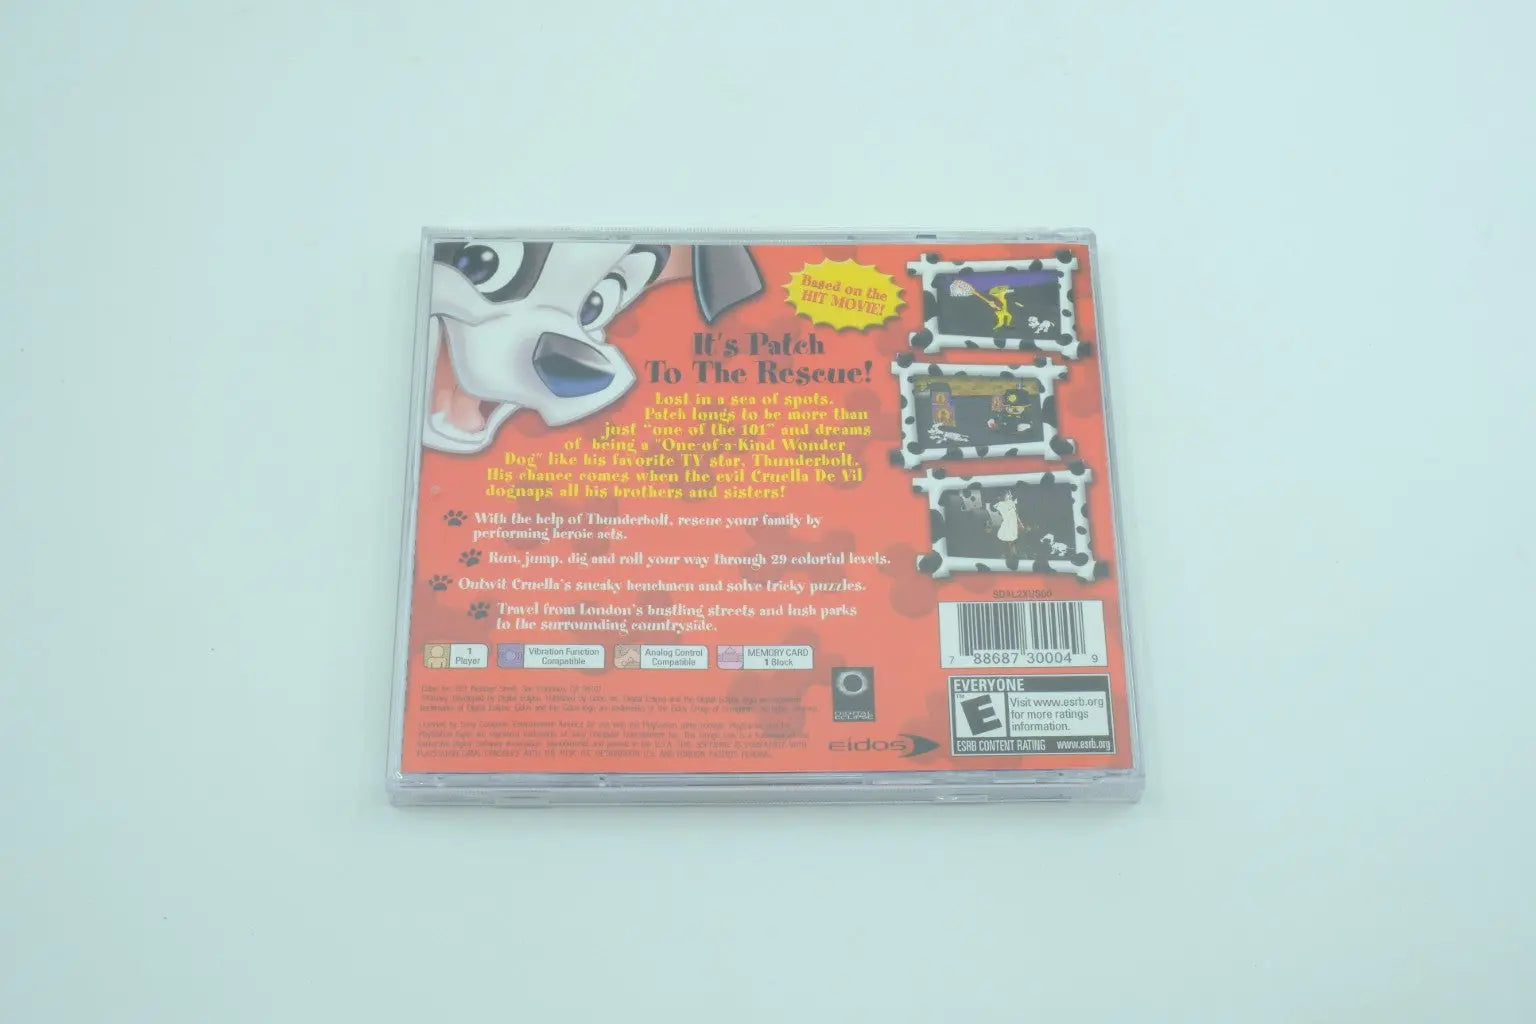 Based on the
HIT MOVIE!
It's Patch
To The Rescue!
Lost in a sea of spots.
Patch longs to be more than
just "one of the 101" and dreams
of being a "One-of-a-Kind Wonder
Dog" like his favorite TV star, Thunderbolt.
His chance comes when the evil Cruella De Vil
dognaps all his brothers and sisters!
With the help of Thunderbolt, rescue your family by
performing heroic acts.
Run, jump, dig and roll your way through 29 colorful levels.
Outwit Cruella's sneaky henchmen and solve tricky puzzles.
Travel from London's bustling streets and lush parks
to the surrounding countryside.
1
Player
Vibration Function
Compatible
Analog Control
Compatible
MEMORY CARD
1 Block
DIGITAL
ECLIPSE
eidos
SDAL2XUS00
7 88687 30004 9
EVERYONE
E
Visit www.esrb.org
for more ratings
information.
ESRB CONTENT RATING www.esrb.org